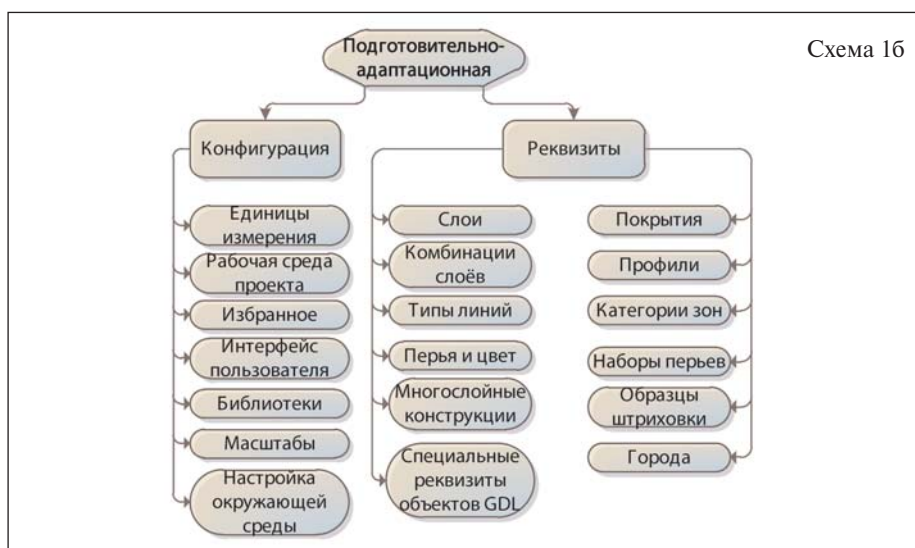 Схема 1б
Подготовительно-
адаптационная
Конфигурация
Реквизиты
Единицы
измерения
Рабочая среда
проекта
Избранное
Интерфейс
пользователя
Библиотеки
Масштабы
Настройка
окружающей
среды
Слои
Комбинации
слоёв
Типы линий
Перья и цвет
Многослойные
конструкции
Специальные
реквизиты
объектов GDL
Покрытия
Профили
Категории зон
Наборы перьев
Образцы
штриховки
Города